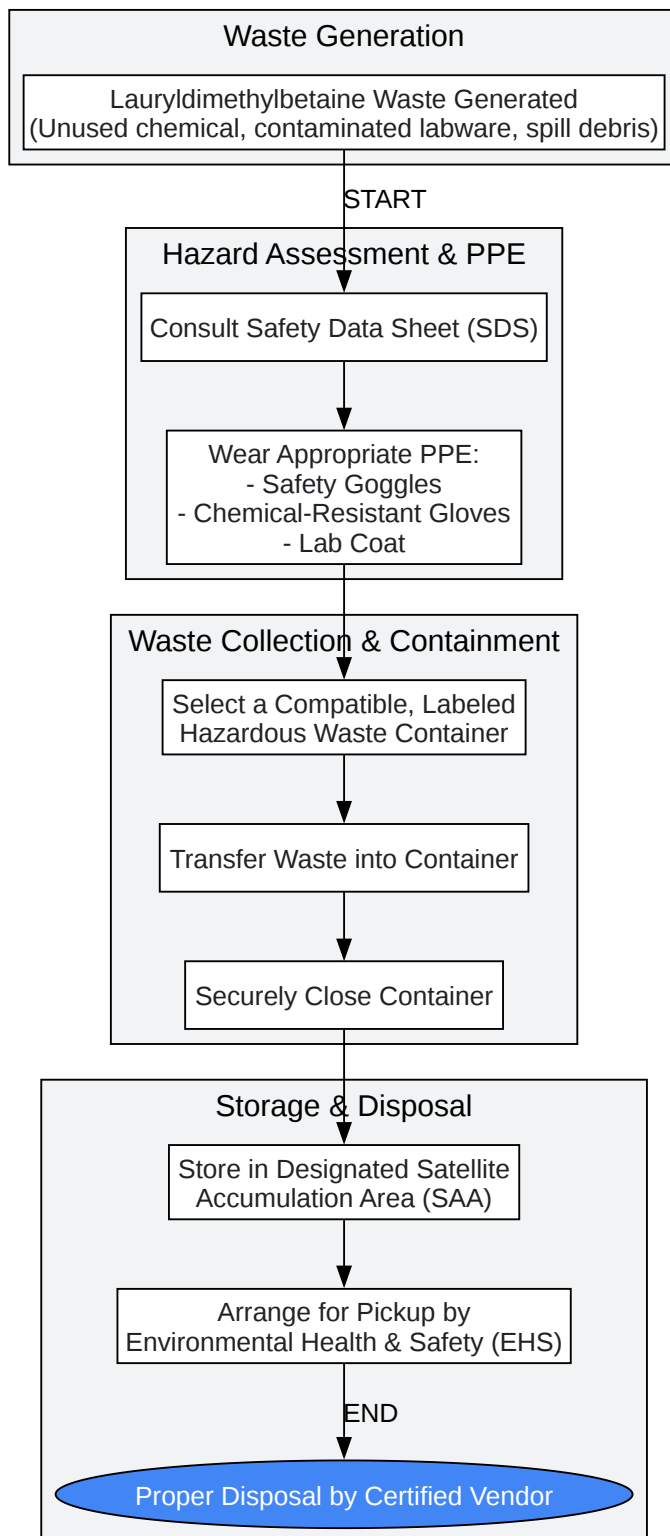 Waste Generation
Lauryldimethylbetaine Waste Generated
(Unused chemical, contaminated labware, spill debris)
START
Hazard Assessment & PPE
Consult Safety Data Sheet (SDS)
Wear Appropriate PPE:
- Safety Goggles
- Chemical-Resistant Gloves
- Lab Coat
Waste Collection & Containment
Select a Compatible, Labeled
Hazardous Waste Container
Transfer Waste into Container
Securely Close Container
Storage & Disposal
Store in Designated Satellite
Accumulation Area (SAA)
Arrange for Pickup by
Environmental Health & Safety (EHS)
END
Proper Disposal by Certified Vendor